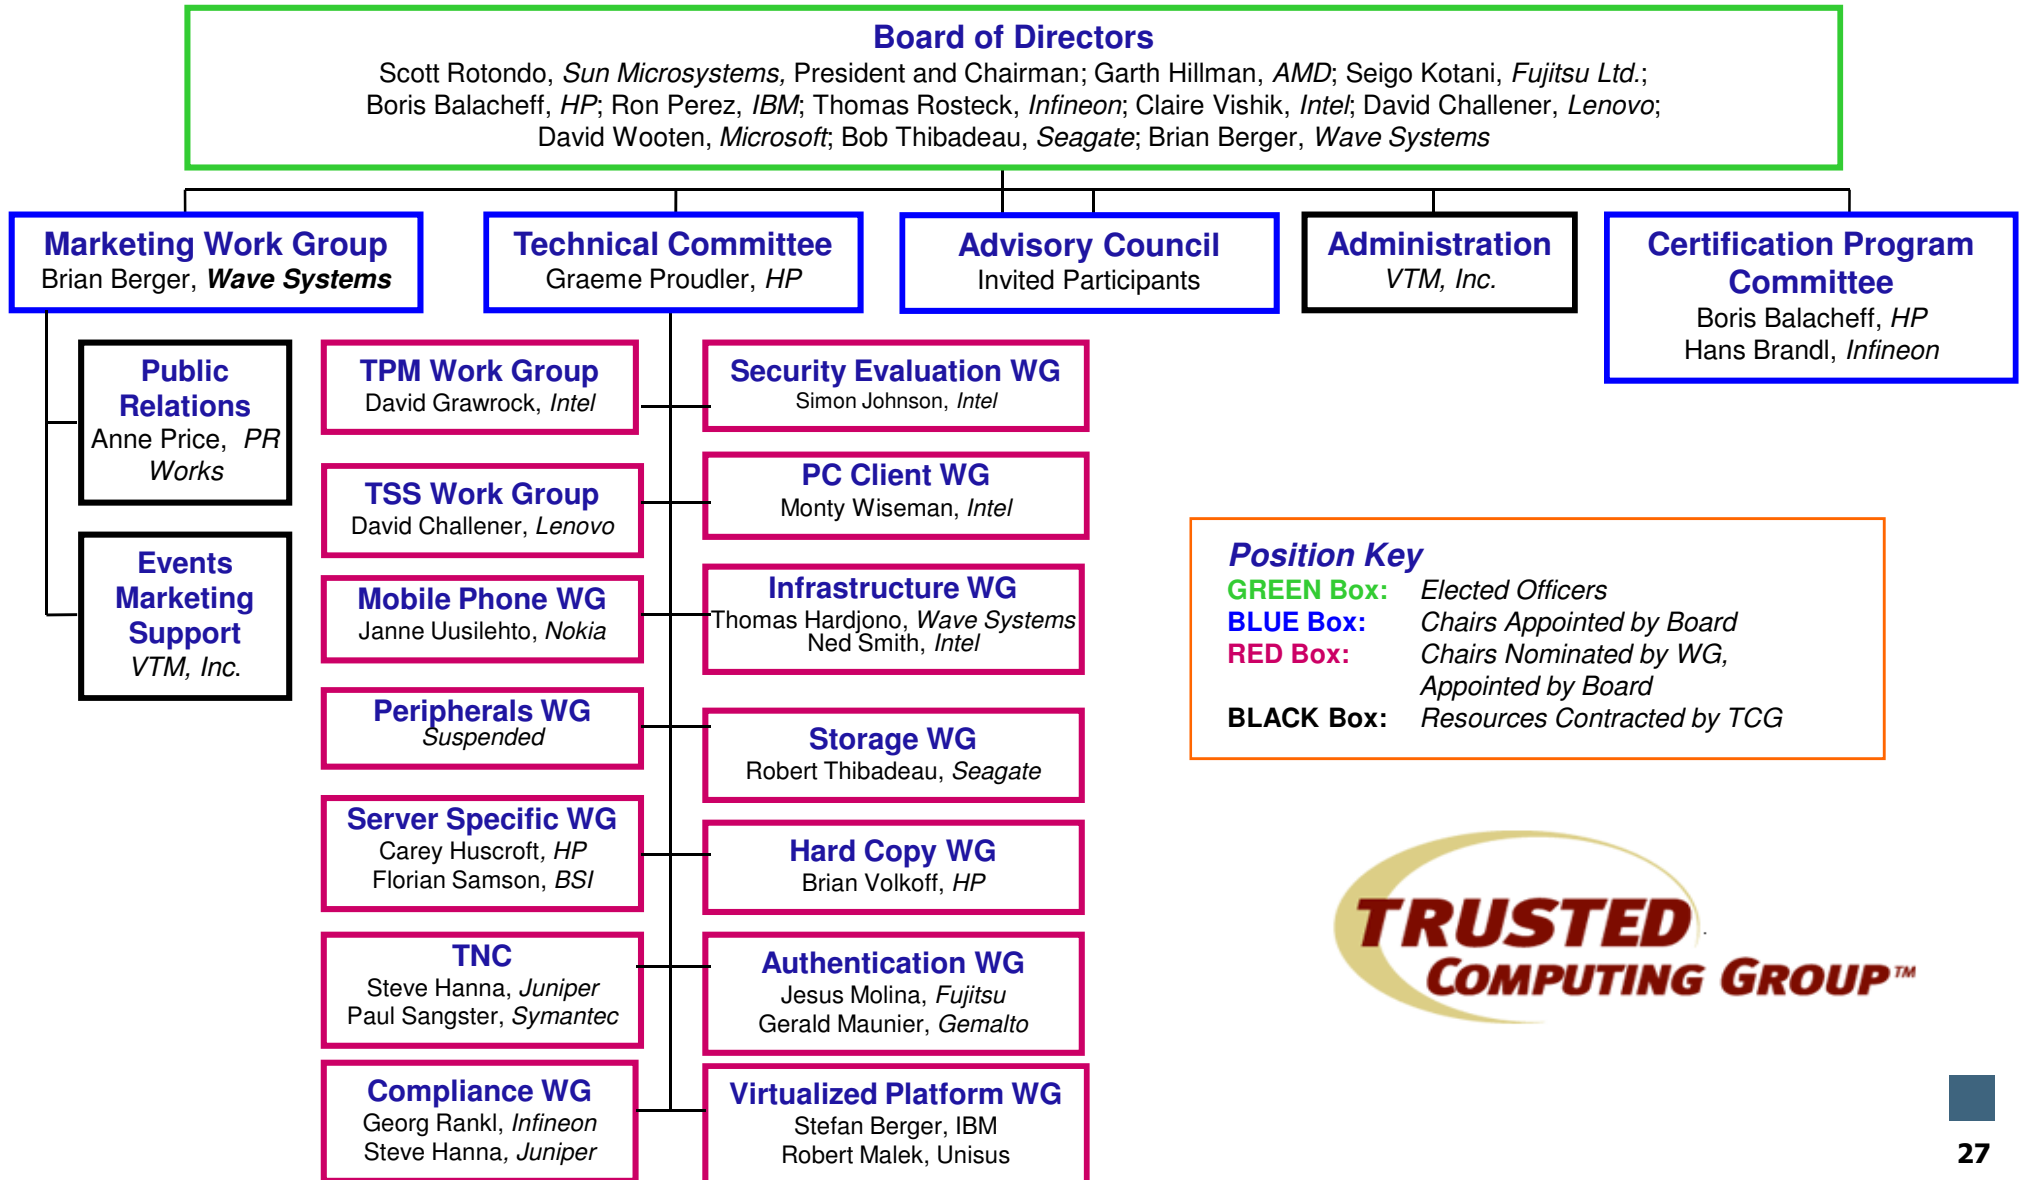 Board of Directors
Scott Rotondo, Sun Microsystems, President and Chairman; Garth Hillman, AMD; Seigo Kotani, Fujitsu Ltd.;
Boris Balacheff, HP; Ron Perez, IBM; Thomas Rosteck, Infineon; Claire Vishik, Intel; David Challener, Lenovo;
David Wooten, Microsoft; Bob Thibadeau, Seagate; Brian Berger, Wave Systems
Marketing Work Group
Brian Berger, Wave Systems
Technical Committee
Graeme Proudler, HP
Advisory Council
Invited Participants
Administration
VTM, Inc.
Certification Program
Committee
Boris Balacheff, HP
Hans Brandl, Infineon
Public
Relations
Anne Price, PR
Works
Events
Marketing
Support
VTM, Inc.
TPM Work Group
David Grawrock, Intel
Security Evaluation WG
Simon Johnson, Intel
TSS Work Group
David Challener, Lenovo
PC Client WG
Monty Wiseman, Intel
Mobile Phone WG
Janne Uusilehto, Nokia
Infrastructure WG
Thomas Hardjono, Wave Systems
Ned Smith, Intel
Peripherals WG
Suspended
Storage WG
Robert Thibadeau, Seagate
Server Specific WG
Carey Huscroft, HP
Florian Samson, BSI
Hard Copy WG
Brian Volkoff, HP
TNC
Steve Hanna, Juniper
Paul Sangster, Symantec
Authentication WG
Jesus Molina, Fujitsu
Gerald Maunier, Gemalto
Compliance WG
Georg Rankl, Infineon
Steve Hanna, Juniper
Virtualized Platform WG
Stefan Berger, IBM
Robert Malek, Unisus
Position Key
GREEN Box: Elected Officers
BLUE Box: Chairs Appointed by Board
RED Box: Chairs Nominated by WG,
Appointed by Board
BLACK Box: Resources Contracted by TCG
TRUSTED
COMPUTING GROUP™
27